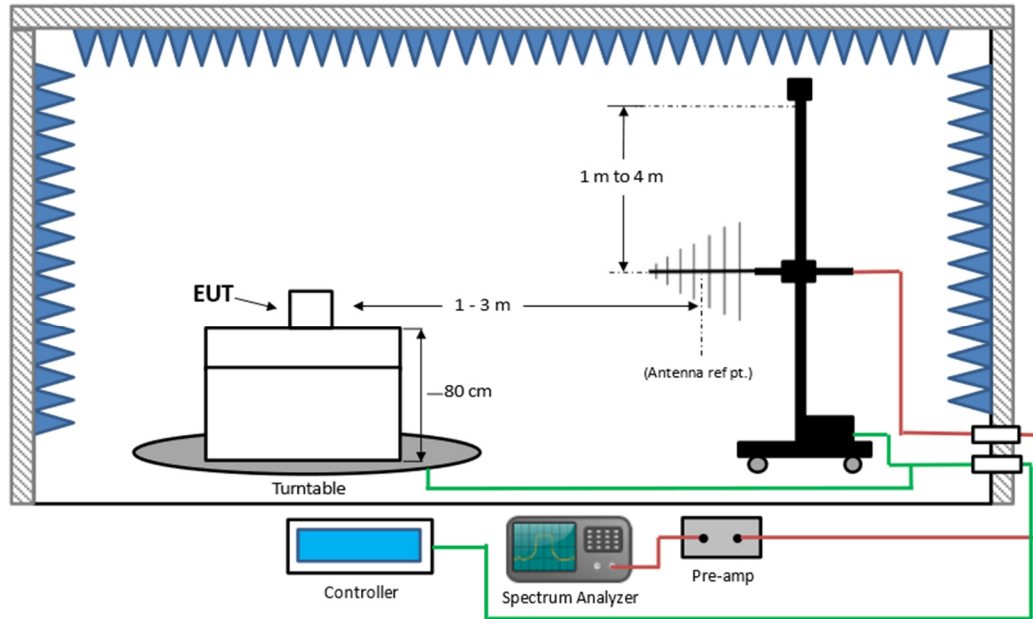 1 m to 4 m
EUT
1 - 3 m
(Antenna ref pt.)
80 cm
Turntable
Controller
Spectrum Analyzer
Pre-amp